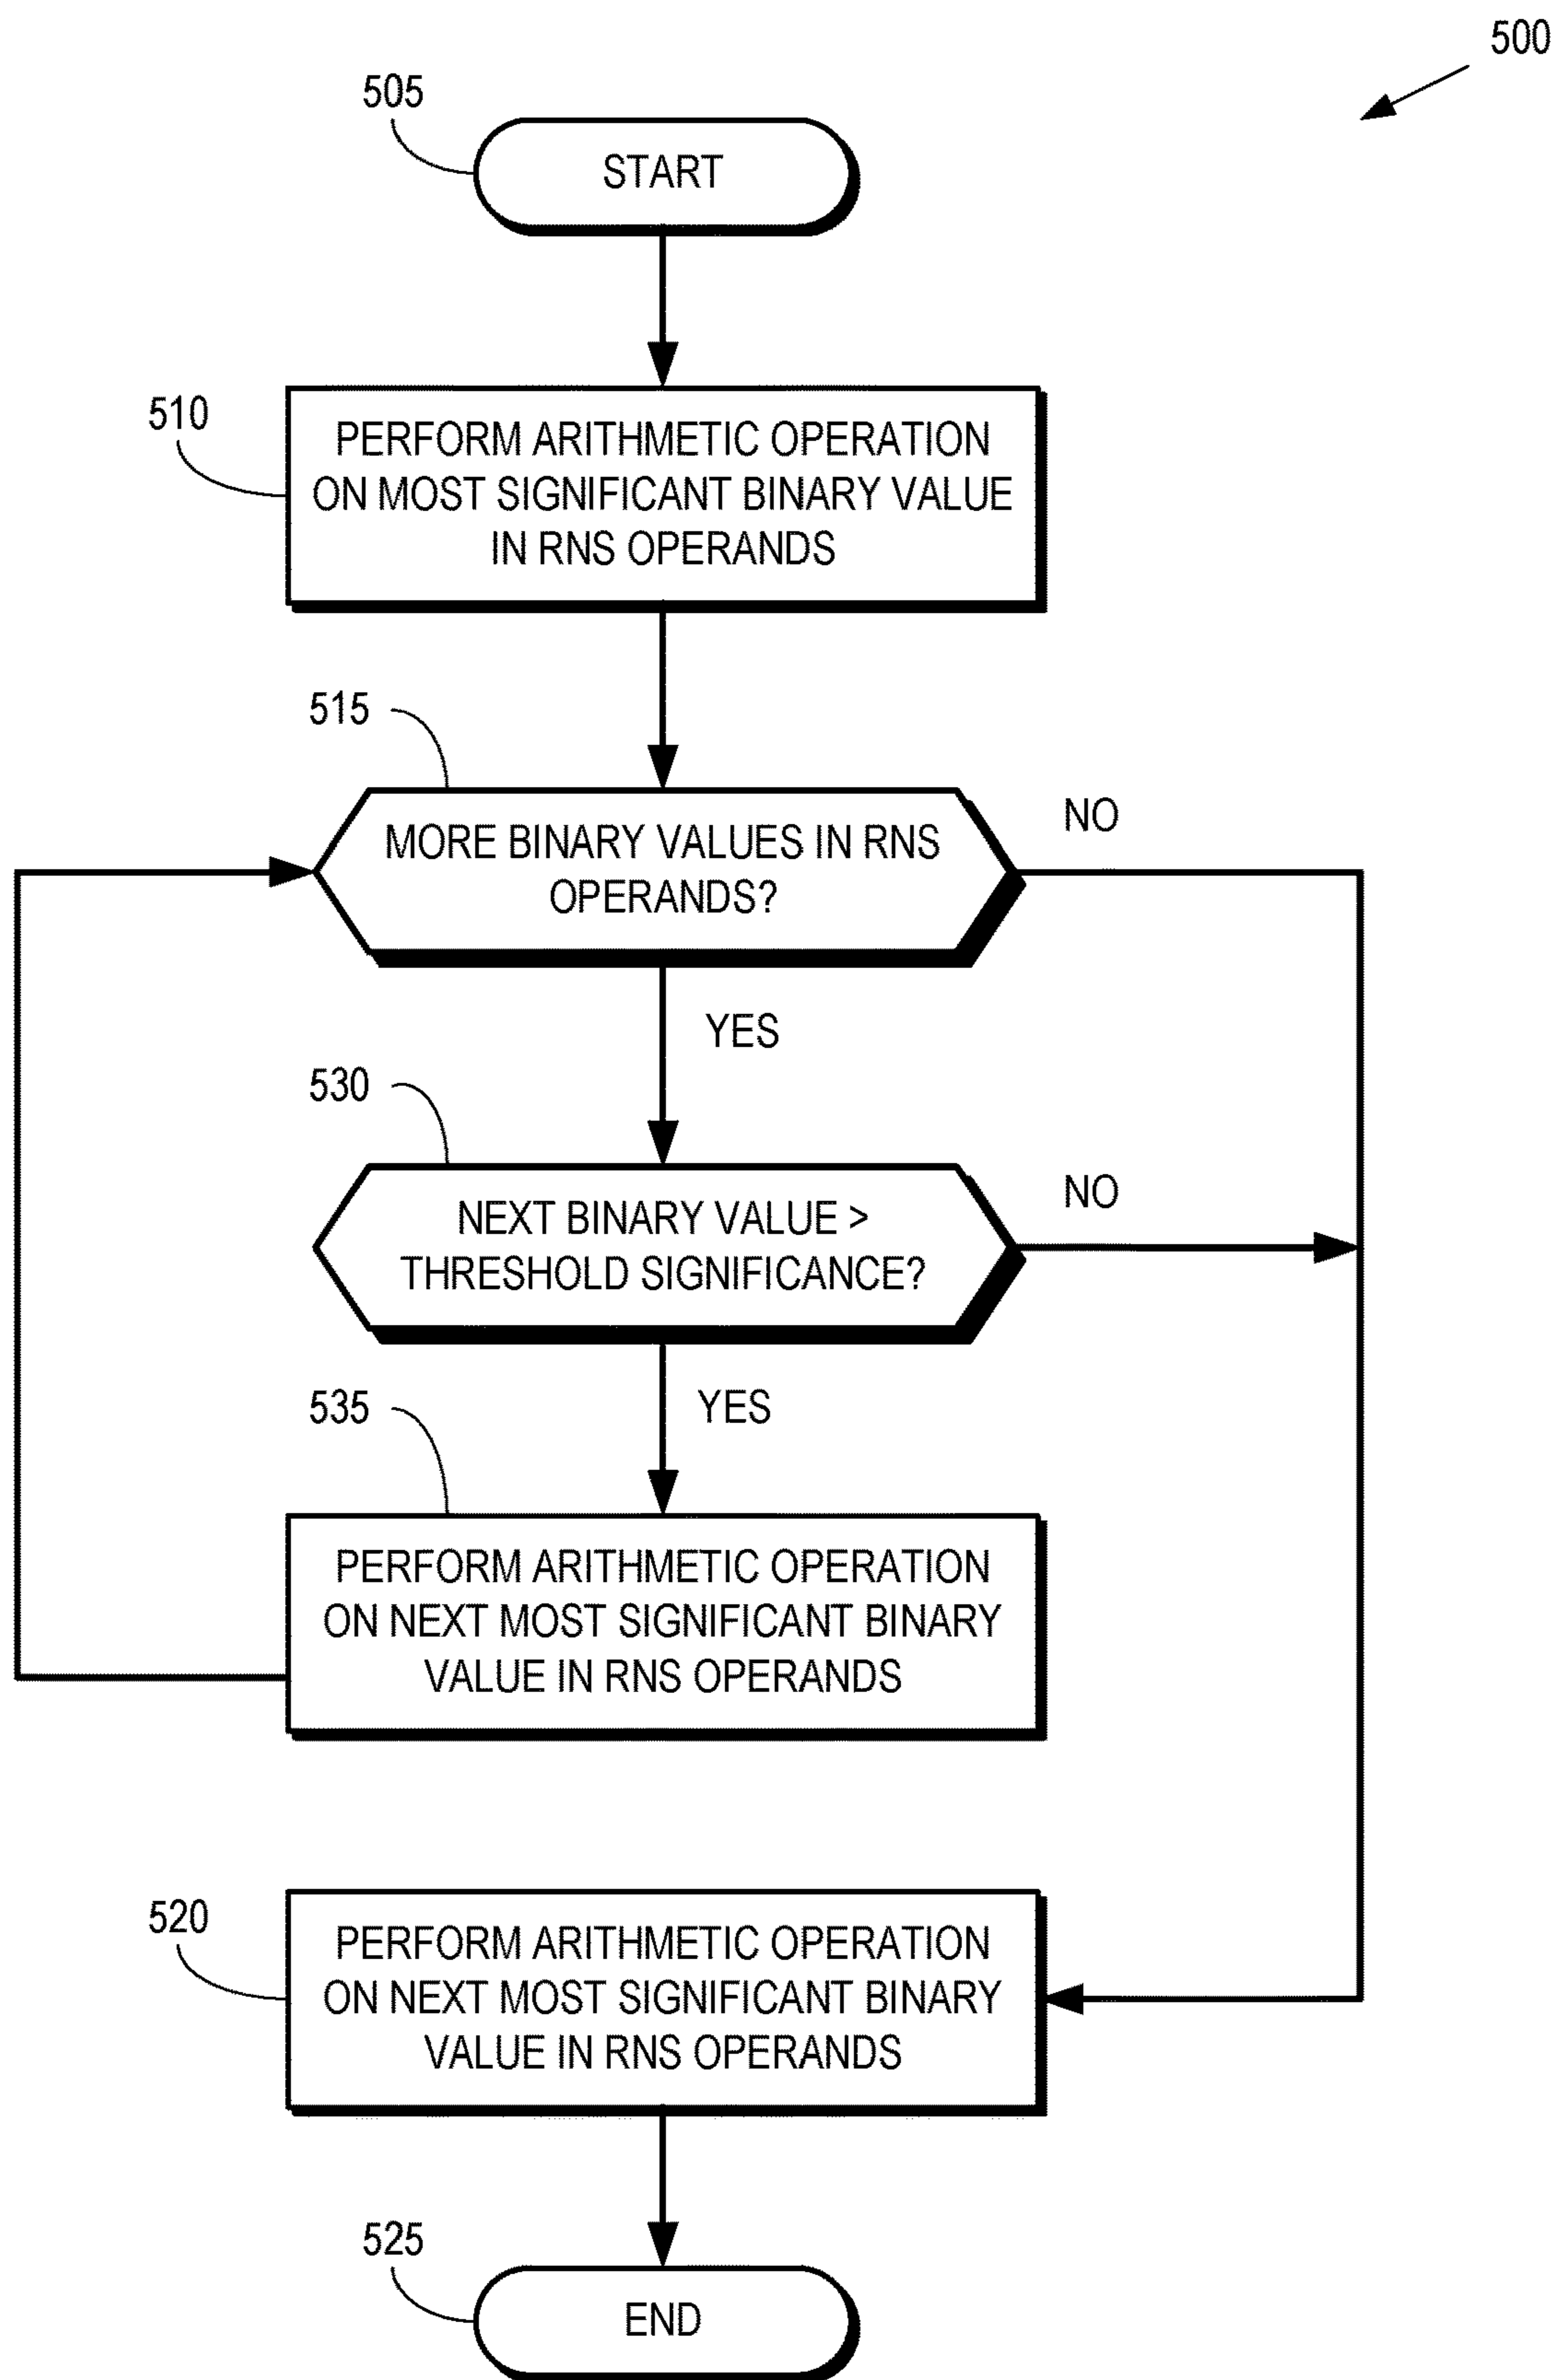 500
505
START
510
PERFORM ARITHMETIC OPERATION
ON MOST SIGNIFICANT BINARY VALUE
IN RNS OPERANDS
515
MORE BINARY VALUES IN RNS
OPERANDS?
NO
YES
530
NEXT BINARY VALUE >
THRESHOLD SIGNIFICANCE?
NO
YES
535
PERFORM ARITHMETIC OPERATION
ON NEXT MOST SIGNIFICANT BINARY
VALUE IN RNS OPERANDS
520
PERFORM ARITHMETIC OPERATION
ON NEXT MOST SIGNIFICANT BINARY
VALUE IN RNS OPERANDS
525
END